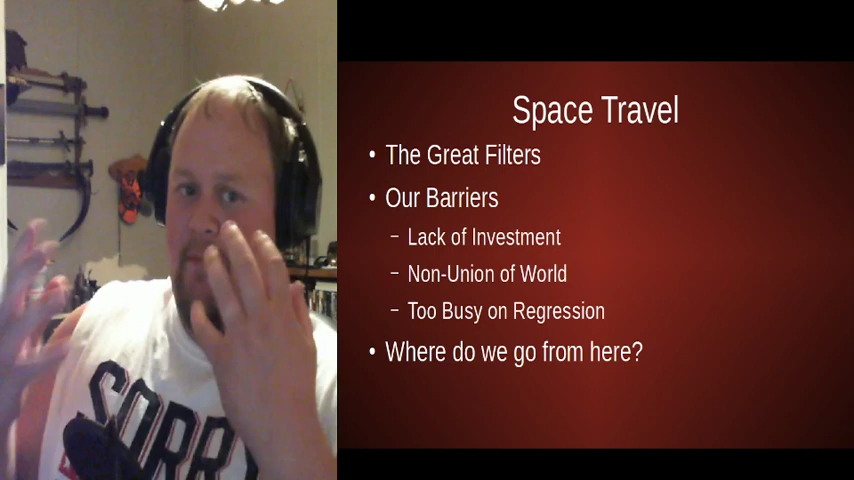 Space Travel
• The Great Filters
• Our Barriers
– Lack of Investment
– Non-Union of World
– Too Busy on Regression
• Where do we go from here?